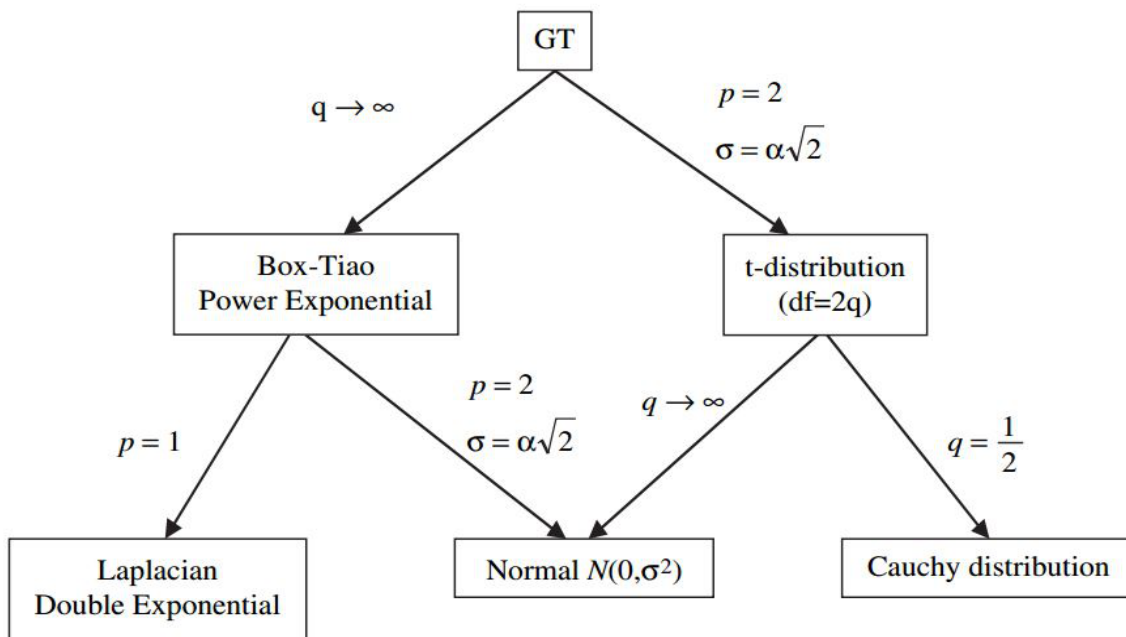 GT
q → ∞
p = 2
σ = α√2
Box-Tiao
Power Exponential
t-distribution
(df=2q)
p = 1
p = 2
σ = α√2
q → ∞
q = 1/2
Laplacian
Double Exponential
Normal N(0,σ²)
Cauchy distribution